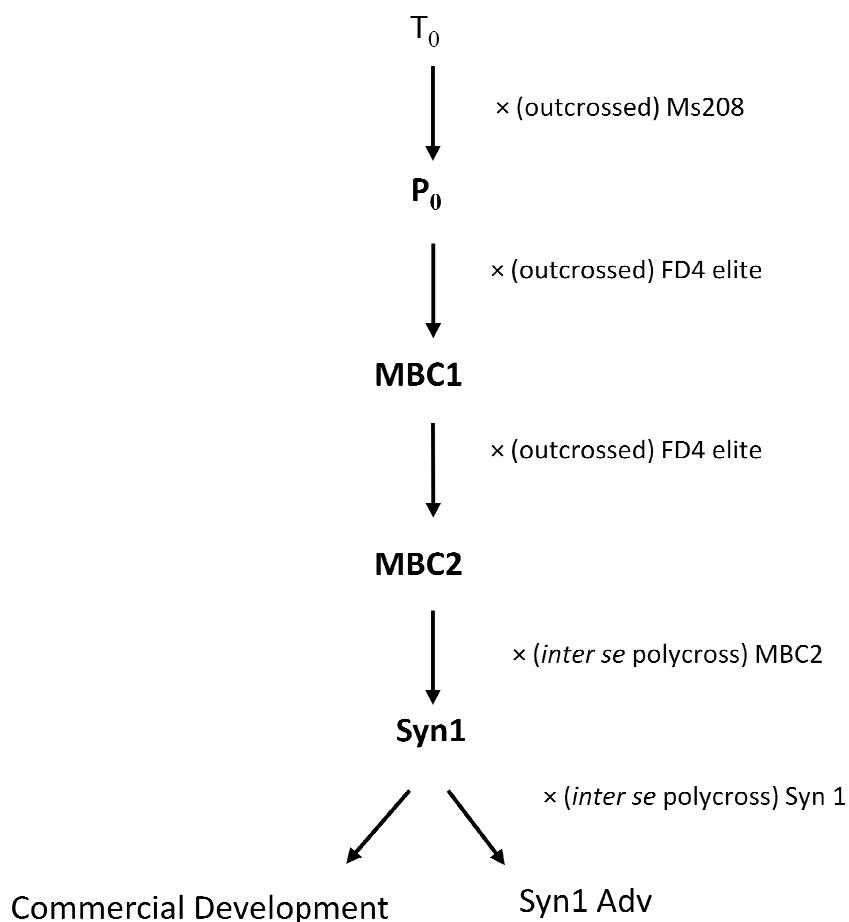 T₀
× (outcrossed) Ms208
P₀
× (outcrossed) FD4 elite
MBC1
× (outcrossed) FD4 elite
MBC2
× (inter se polycross) MBC2
Syn1
× (inter se polycross) Syn 1
Commercial Development
Syn1 Adv